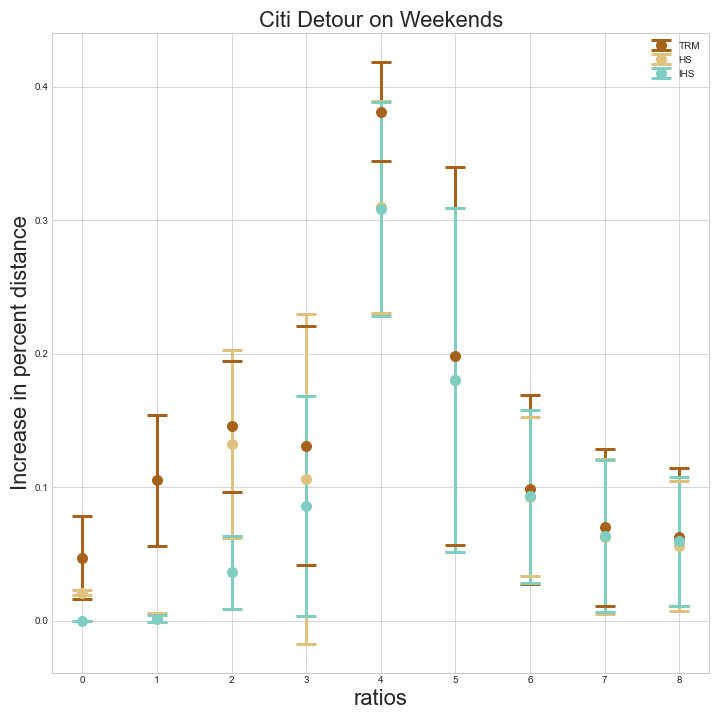 Citi Detour on Weekends
TRM
HS
IHS
Increase in percent distance
0.4
0.3
0.2
0.1
0.0
0 1 2 3 4 5 6 7 8
ratios